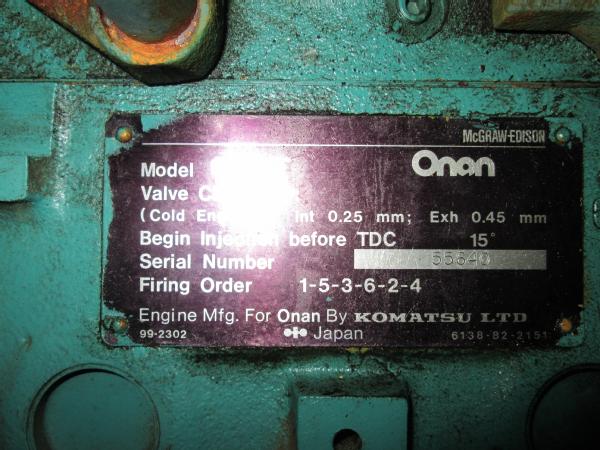 McGRAW-EDISON
Onan
Model
Valve
(Cold Int 0.25 mm; Exh 0.45 mm
Begin Injection before TDC 15°
Serial Number 55640
Firing Order 1-5-3-6-2-4
Engine Mfg. For Onan By KOMATSU LTD
99-2302 Japan 6138-82-2151